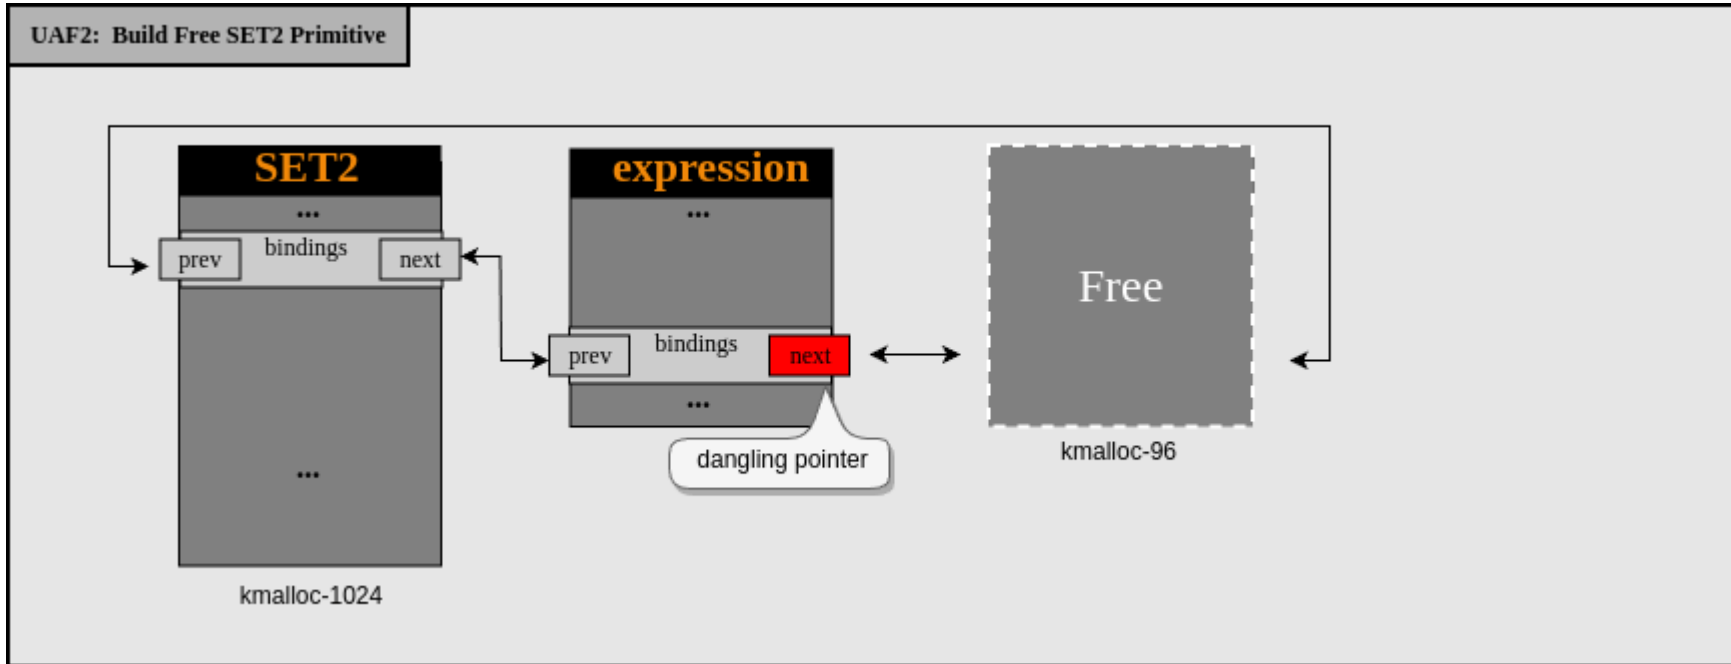 UAF2: Build Free SET2 Primitive
SET2
...
prev
bindings
next
...
kmalloc-1024
expression
...
prev
bindings
next
...
dangling pointer
Free
kmalloc-96